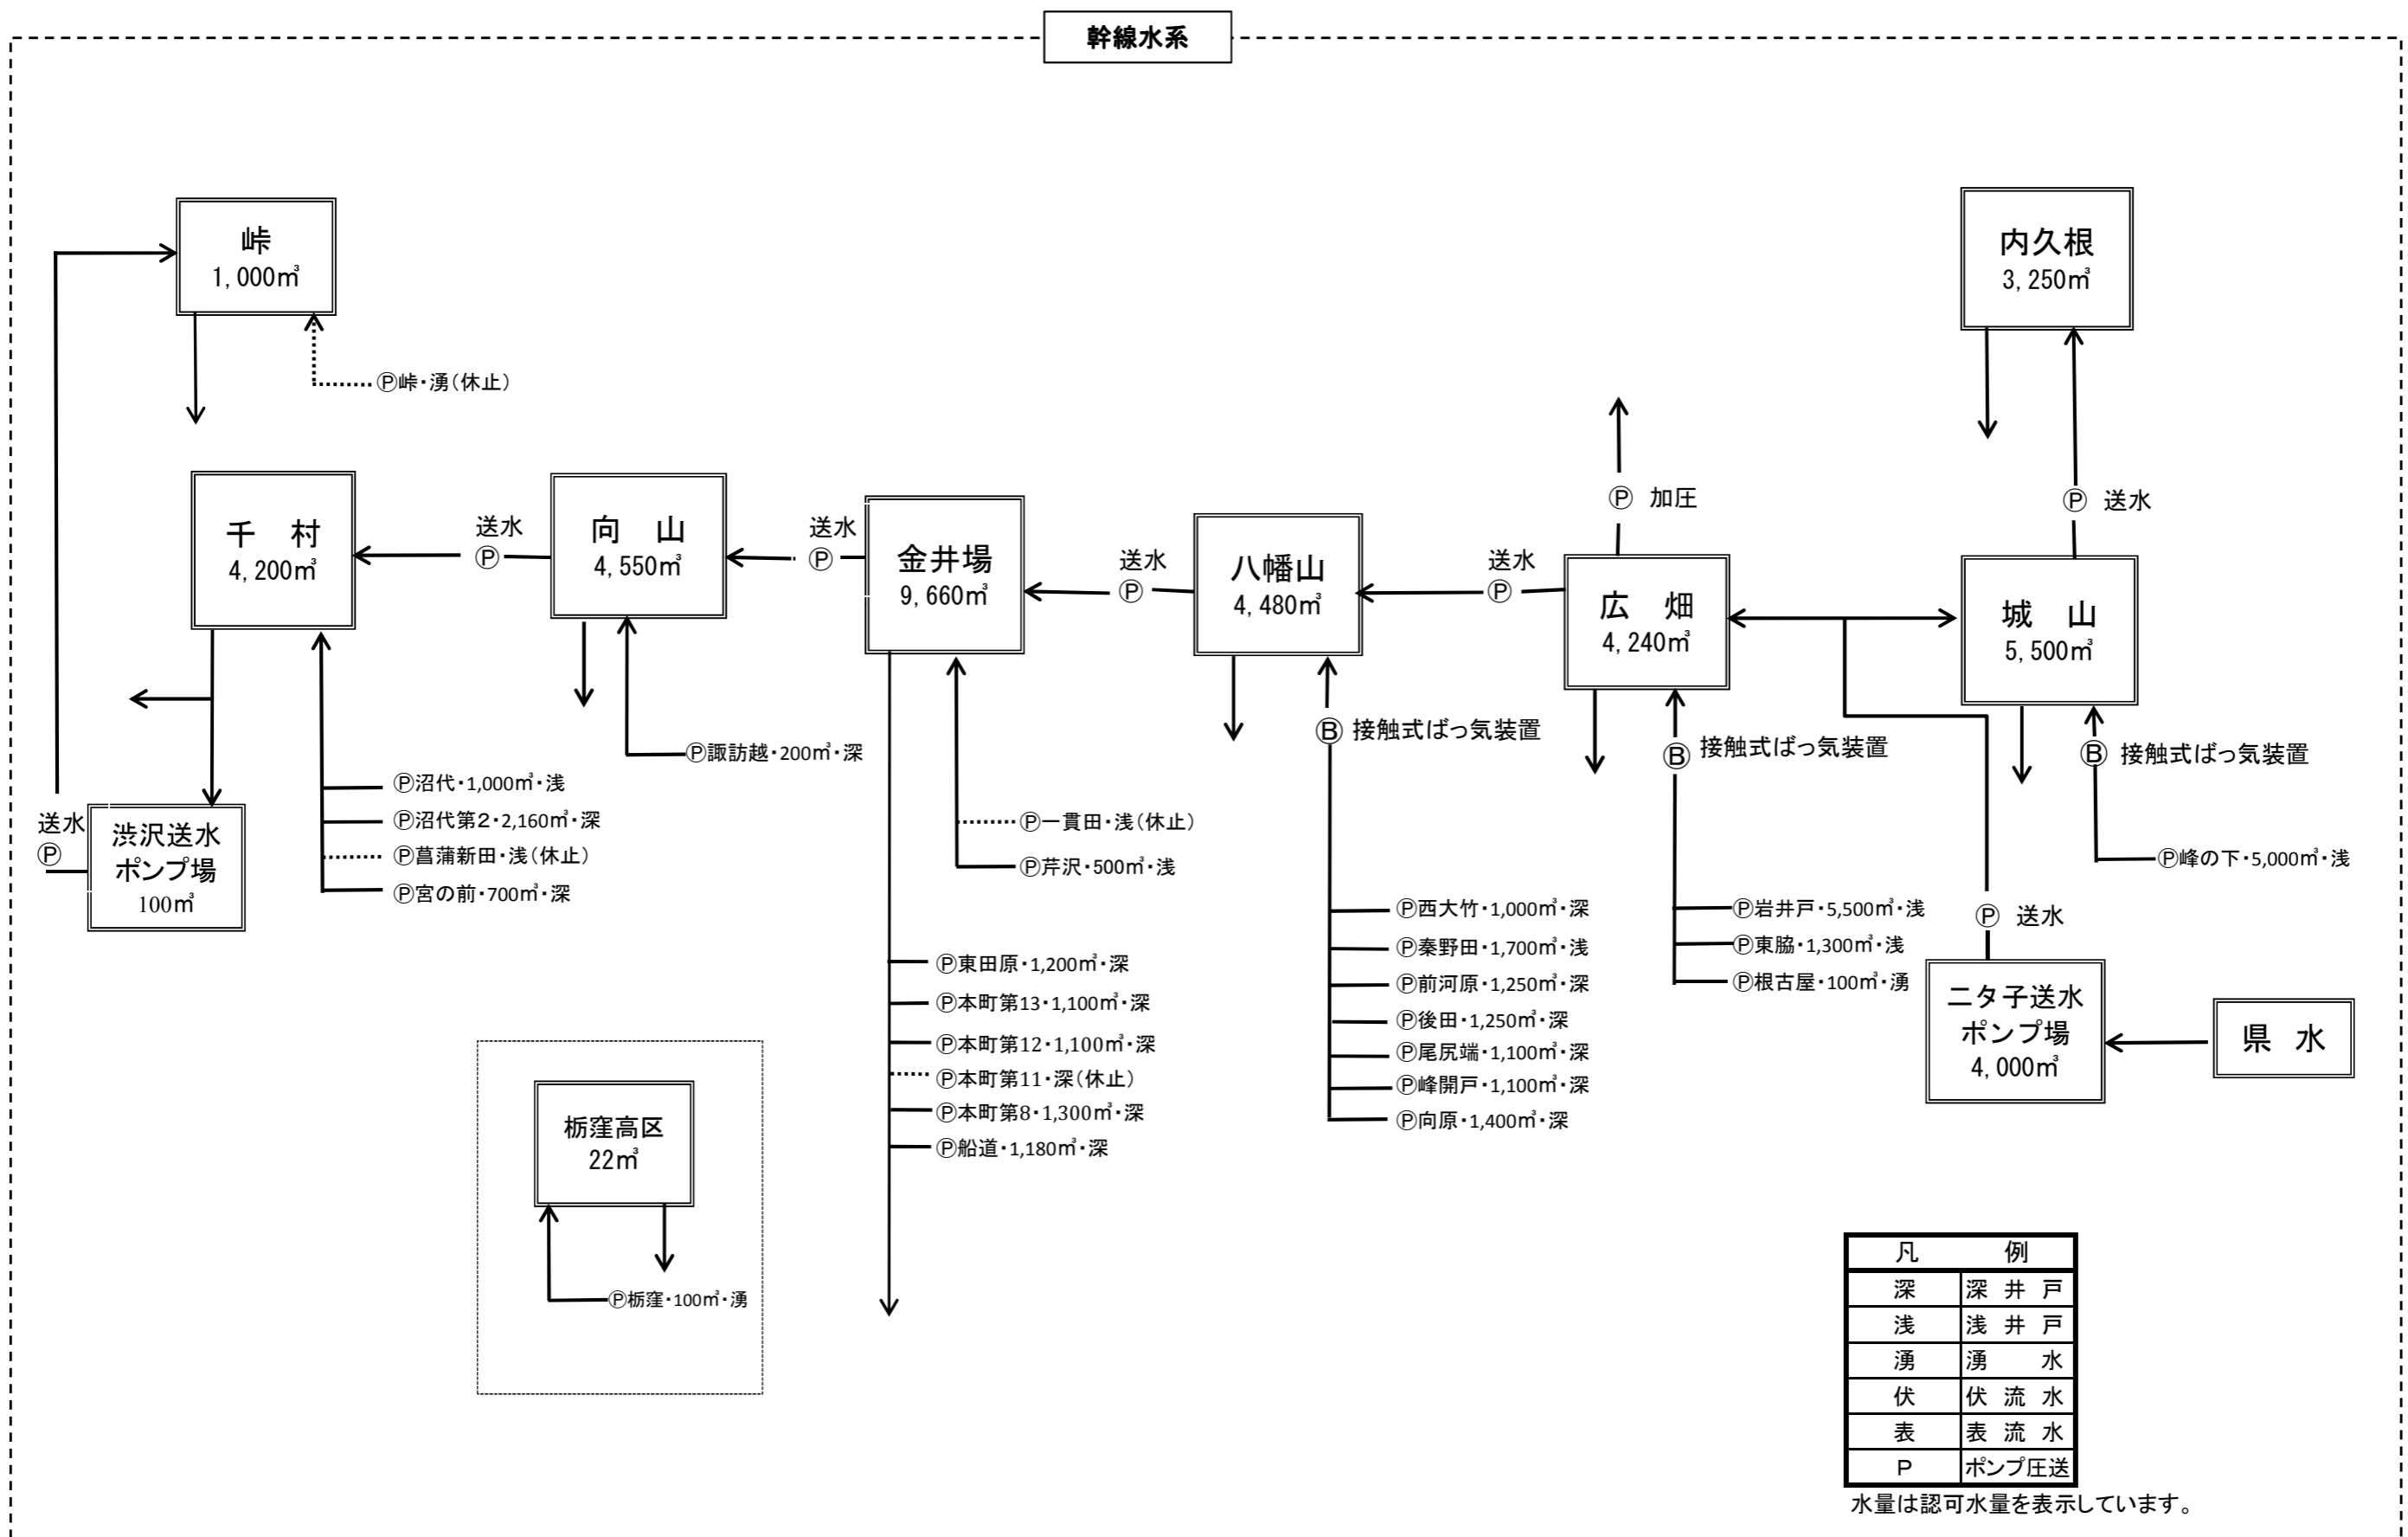 幹線水系
峠
1,000㎥
Ⓟ峠・湧(休止)
内久根
3,250㎥
Ⓟ 送水
Ⓟ 加圧
千 村
4,200㎥
送水
Ⓟ
向 山
4,550㎥
送水
Ⓟ
金井場
9,660㎥
送水
Ⓟ
八幡山
4,480㎥
送水
Ⓟ
広 畑
4,240㎥
城 山
5,500㎥
Ⓟ諏訪越・200㎥・深
Ⓑ 接触式ばっ気装置
Ⓑ 接触式ばっ気装置
Ⓑ 接触式ばっ気装置
Ⓟ沼代・1,000㎥・浅
Ⓟ沼代第2・2,160㎥・深
Ⓟ菖蒲新田・浅(休止)
Ⓟ宮の前・700㎥・深
送水
Ⓟ
渋沢送水
ポンプ場
100㎥
Ⓟ一貫田・浅(休止)
Ⓟ芹沢・500㎥・浅
Ⓟ峰の下・5,000㎥・浅
Ⓟ西大竹・1,000㎥・深
Ⓟ秦野田・1,700㎥・浅
Ⓟ前河原・1,250㎥・深
Ⓟ後田・1,250㎥・深
Ⓟ尾尻端・1,100㎥・深
Ⓟ峰開戸・1,100㎥・深
Ⓟ向原・1,400㎥・深
Ⓟ岩井戸・5,500㎥・浅
Ⓟ東脇・1,300㎥・浅
Ⓟ根古屋・100㎥・湧
Ⓟ 送水
二タ子送水
ポンプ場
4,000㎥
県 水
Ⓟ東田原・1,200㎥・深
Ⓟ本町第13・1,100㎥・深
Ⓟ本町第12・1,100㎥・深
Ⓟ本町第11・深(休止)
Ⓟ本町第8・1,300㎥・深
Ⓟ船道・1,180㎥・深
栃窪高区
22㎥
Ⓟ栃窪・100㎥・湧
凡 例
深 深 井 戸
浅 浅 井 戸
湧 湧 水
伏 伏 流 水
表 表 流 水
P ポンプ圧送
水量は認可水量を表示しています。